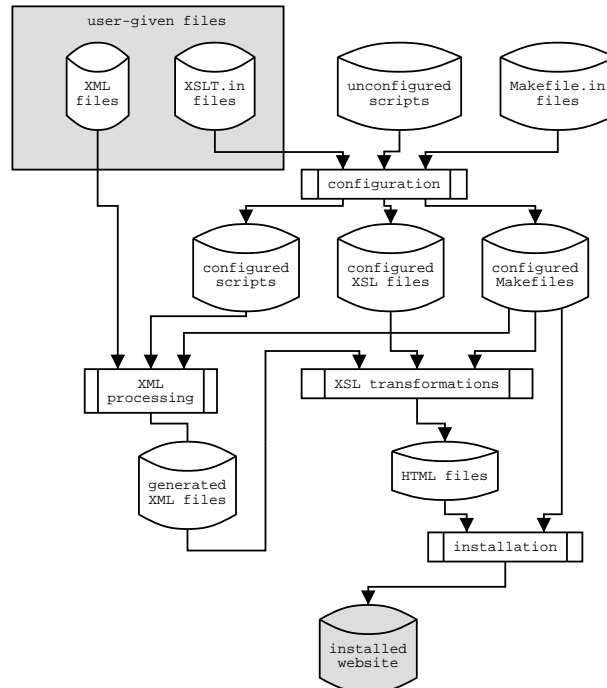 user-given files
XML
files
XSLT.in
files
unconfigured
scripts
Makefile.in
files
configuration
configured
scripts
configured
XSL files
configured
Makefiles
XML
processing
XSL transformations
generated
XML files
HTML files
installation
installed
website